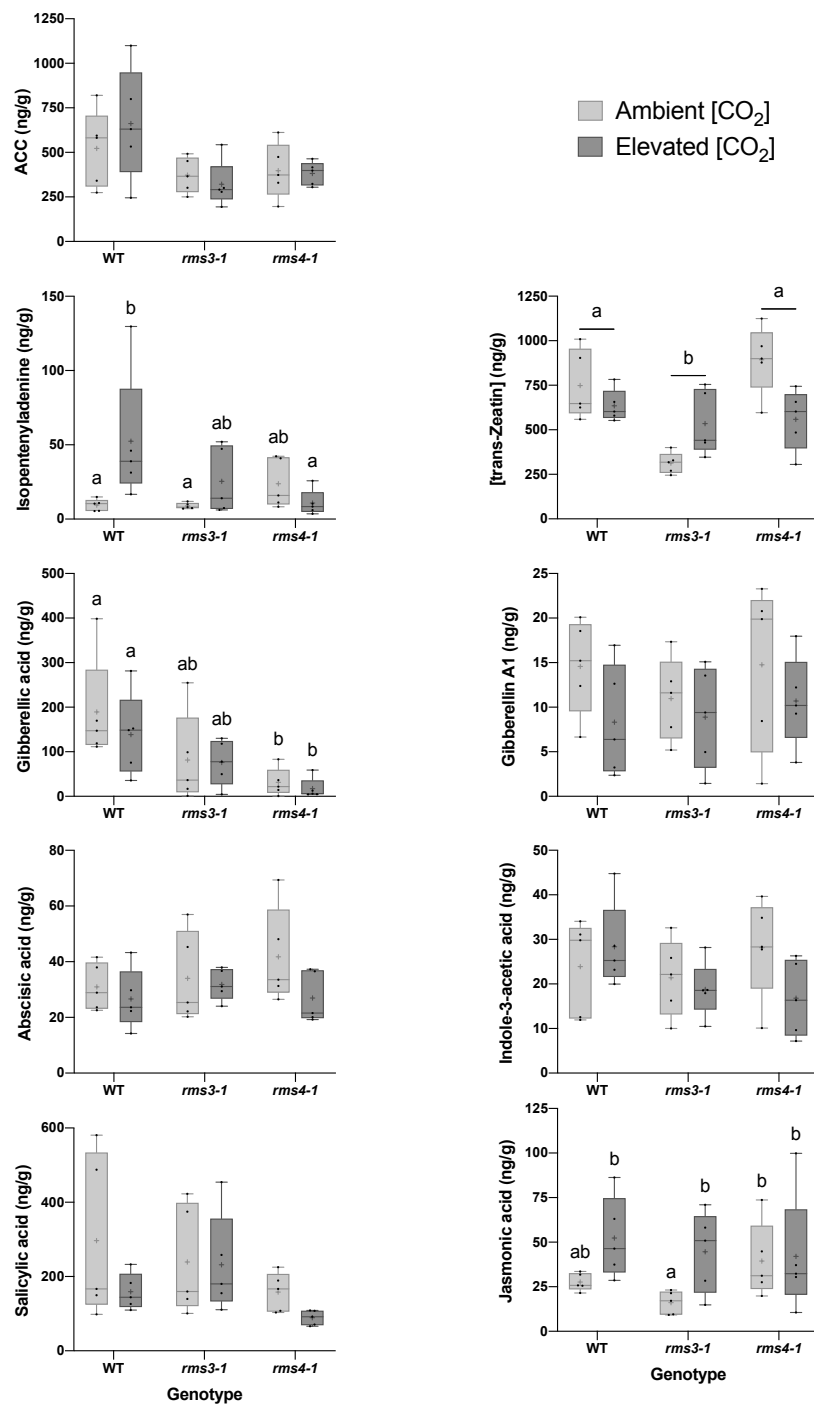 1250
1000
750
500
250
0
ACC (ng/g)
WT rms3-1 rms4-1
Ambient [CO2]
Elevated [CO2]
150
100
50
0
Isopentenyladenine (ng/g)
a b a ab ab a
WT rms3-1 rms4-1
1250
1000
750
500
250
0
[trans-Zeatin] (ng/g)
a b a
WT rms3-1 rms4-1
500
400
300
200
100
0
Gibberellic acid (ng/g)
a a ab ab b b
WT rms3-1 rms4-1
25
20
15
10
5
0
Gibberellin A1 (ng/g)
WT rms3-1 rms4-1
80
60
40
20
0
Abscisic acid (ng/g)
WT rms3-1 rms4-1
50
40
30
20
10
0
Indole-3-acetic acid (ng/g)
WT rms3-1 rms4-1
600
400
200
0
Salicylic acid (ng/g)
WT rms3-1 rms4-1
Genotype
125
100
75
50
25
0
Jasmonic acid (ng/g)
ab b a b b b
WT rms3-1 rms4-1
Genotype